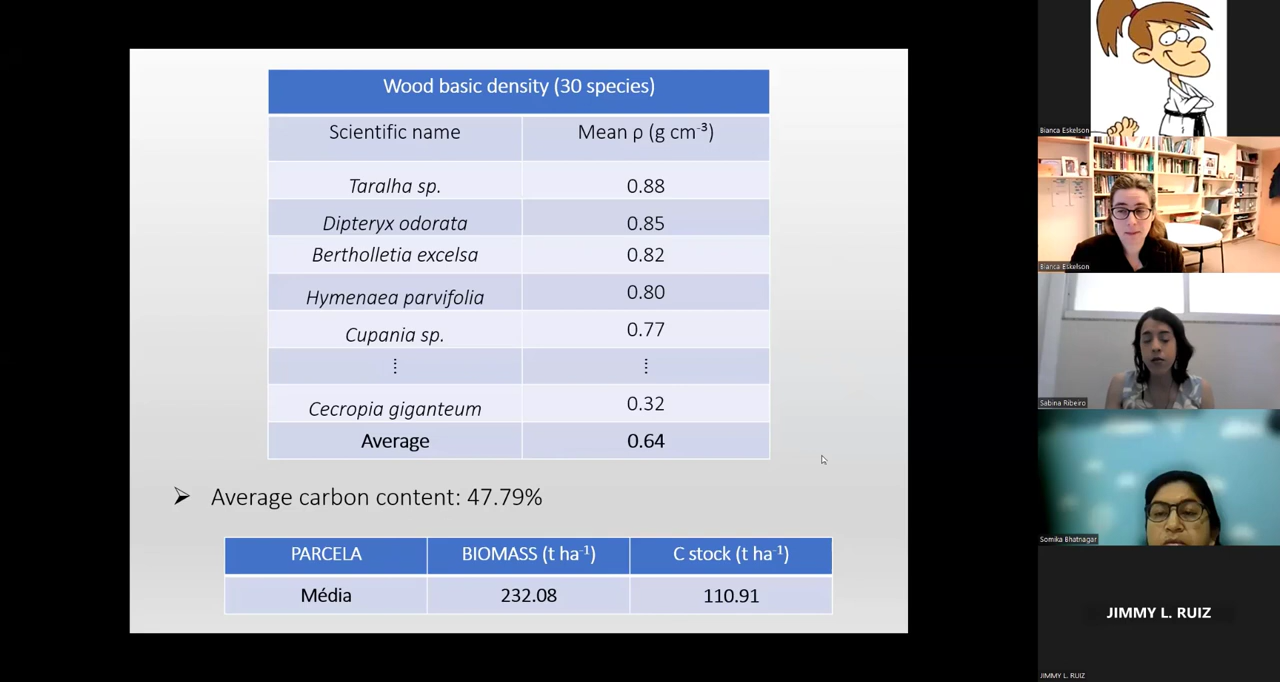 Wood basic density (30 species)
Scientific name Mean ρ (g cm⁻³)
Taralha sp. 0.88
Dipteryx odorata 0.85
Bertholletia excelsa 0.82
Hymenaea parvifolia 0.80
Cupania sp. 0.77
⋮ ⋮
Cecropia giganteum 0.32
Average 0.64
➢ Average carbon content: 47.79%
PARCELA BIOMASS (t ha⁻¹) C stock (t ha⁻¹)
Média 232.08 110.91
Bianca Eskelson
Bianca Eskelson
Sabina Ribeiro
Somika Bhatnagar
JIMMY L. RUIZ
JIMMY L. RUIZ